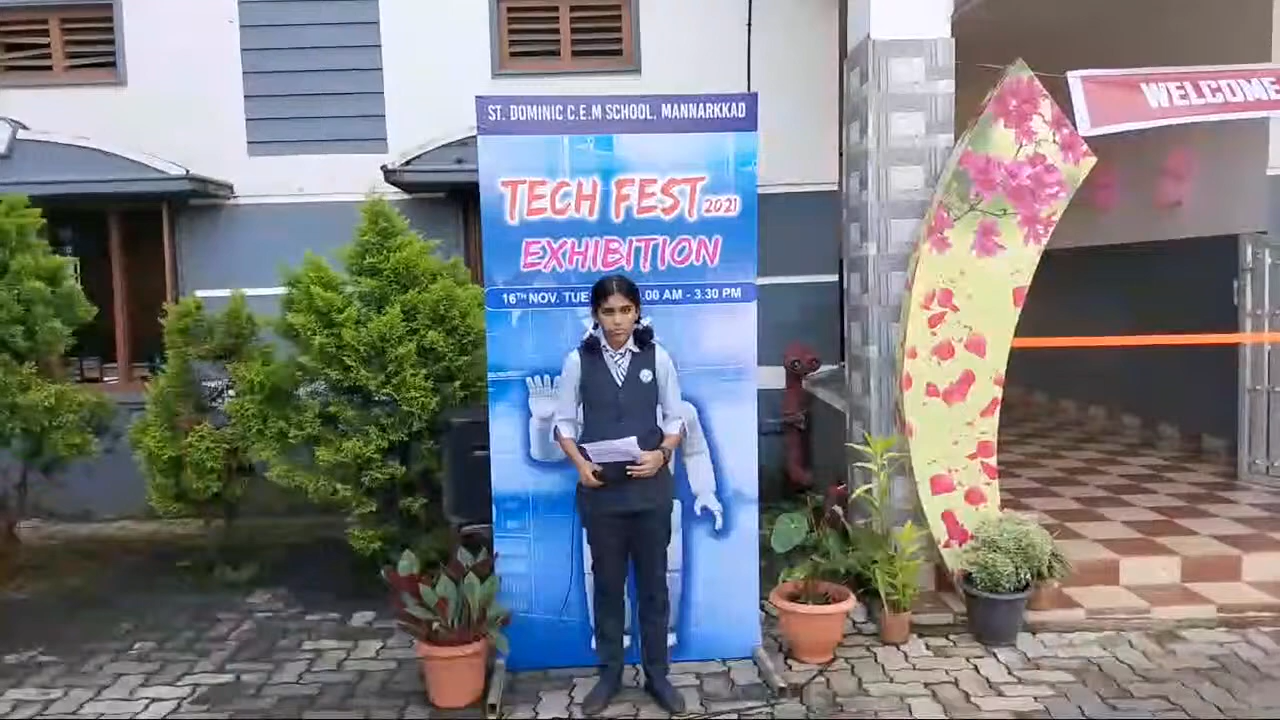 ST. DOMINIC C.E.M SCHOOL, MANNARKKAD
TECH FEST 2021
EXHIBITION
16TH NOV. TUE .00 AM - 3.30 PM
WELCOME